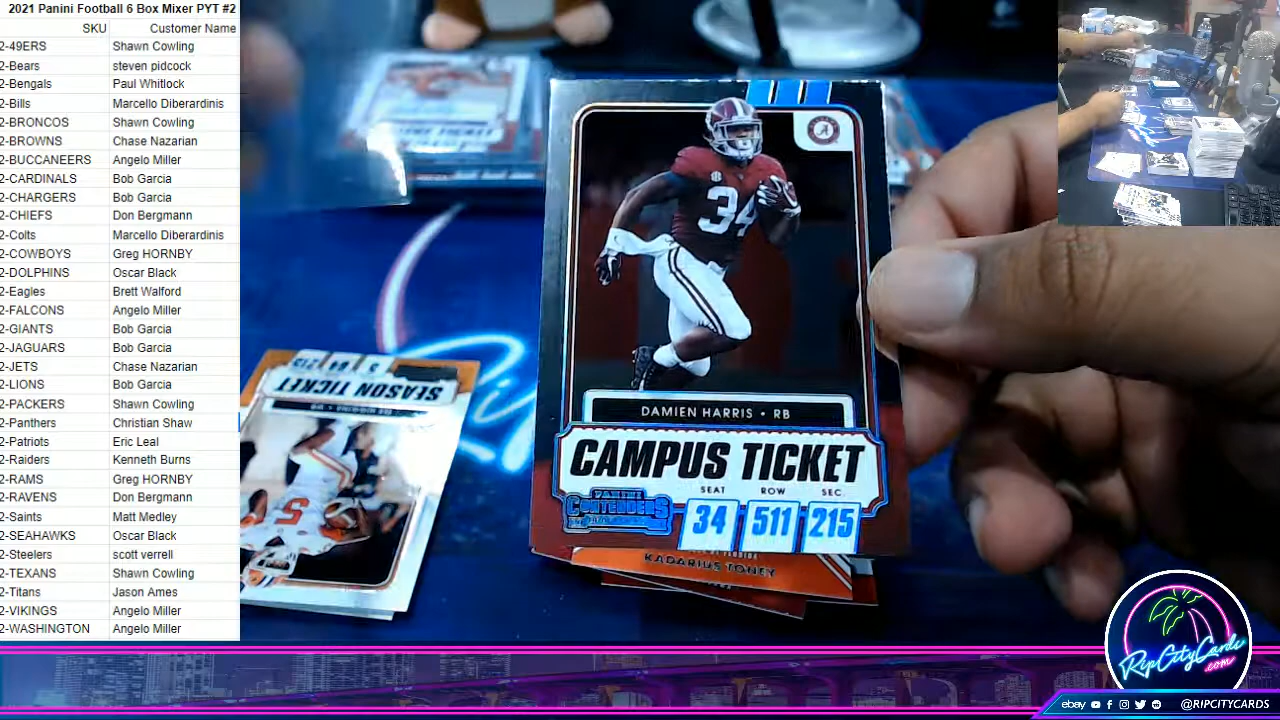 2021 Panini Football 6 Box Mixer PYT #2
SKU Customer Name
2-49ERS Shawn Cowling
2-Bears steven pidcock
2-Bengals Paul Whitlock
2-Bills Marcello Diberardinis
2-BRONCOS Shawn Cowling
2-BROWNS Chase Nazarian
2-BUCCANEERS Angelo Miller
2-CARDINALS Bob Garcia
2-CHARGERS Bob Garcia
2-CHIEFS Don Bergmann
2-Colts Marcello Diberardinis
2-COWBOYS Greg HORNBY
2-DOLPHINS Oscar Black
2-Eagles Brett Walford
2-FALCONS Angelo Miller
2-GIANTS Bob Garcia
2-JAGUARS Bob Garcia
2-JETS Chase Nazarian
2-LIONS Bob Garcia
2-PACKERS Shawn Cowling
2-Panthers Christian Shaw
2-Patriots Eric Leal
2-Raiders Kenneth Burns
2-RAMS Greg HORNBY
2-RAVENS Don Bergmann
2-Saints Matt Medley
2-SEAHAWKS Oscar Black
2-Steelers scott verrell
2-TEXANS Shawn Cowling
2-Titans Jason Ames
2-VIKINGS Angelo Miller
2-WASHINGTON Angelo Miller
34
DAMIEN HARRIS • RB
CAMPUS TICKET
PANINI
CONTENDERS
SEAT ROW SEC.
34 511 215
KADARIUS TONEY
SEASON TICKET
5
RipCityCards
.com
ebay @RIPCITYCARDS